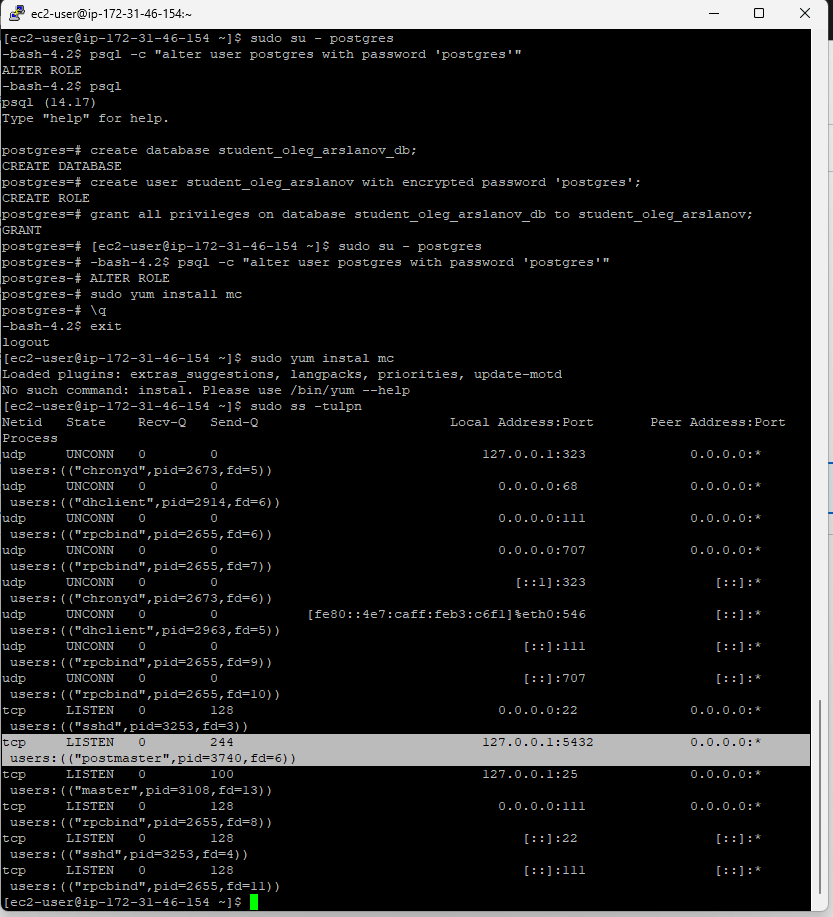 ec2-user@ip-172-31-46-154:~
[ec2-user@ip-172-31-46-154 ~]$ sudo su - postgres
-bash-4.2$ psql -c "alter user postgres with password 'postgres'"
ALTER ROLE
-bash-4.2$ psql
psql (14.17)
Type "help" for help.
postgres=# create database student_oleg_arslanov_db;
CREATE DATABASE
postgres=# create user student_oleg_arslanov with encrypted password 'postgres';
CREATE ROLE
postgres=# grant all privileges on database student_oleg_arslanov_db to student_oleg_arslanov;
GRANT
postgres=# [ec2-user@ip-172-31-46-154 ~]$ sudo su - postgres
postgres-# -bash-4.2$ psql -c "alter user postgres with password 'postgres'"
postgres-# ALTER ROLE
postgres-# sudo yum install mc
postgres-# \q
-bash-4.2$ exit
logout
[ec2-user@ip-172-31-46-154 ~]$ sudo yum instal mc
Loaded plugins: extras_suggestions, langpacks, priorities, update-motd
No such command: instal. Please use /bin/yum --help
[ec2-user@ip-172-31-46-154 ~]$ sudo ss -tulpn
Netid State Recv-Q Send-Q Local Address:Port Peer Address:Port
Process
udp UNCONN 0 0 127.0.0.1:323 0.0.0.0:*
users:(("chronyd",pid=2673,fd=5))
udp UNCONN 0 0 0.0.0.0:68 0.0.0.0:*
users:(("dhclient",pid=2914,fd=6))
udp UNCONN 0 0 0.0.0.0:111 0.0.0.0:*
users:(("rpcbind",pid=2655,fd=6))
udp UNCONN 0 0 0.0.0.0:707 0.0.0.0:*
users:(("rpcbind",pid=2655,fd=7))
udp UNCONN 0 0 [::1]:323 [::]:*
users:(("chronyd",pid=2673,fd=6))
udp UNCONN 0 0 [fe80::4e7:caff:feb3:c6f1]%eth0:546 [::]:*
users:(("dhclient",pid=2963,fd=5))
udp UNCONN 0 0 [::]:111 [::]:*
users:(("rpcbind",pid=2655,fd=9))
udp UNCONN 0 0 [::]:707 [::]:*
users:(("rpcbind",pid=2655,fd=10))
tcp LISTEN 0 128 0.0.0.0:22 0.0.0.0:*
users:(("sshd",pid=3253,fd=3))
tcp LISTEN 0 244 127.0.0.1:5432 0.0.0.0:*
users:(("postmaster",pid=3740,fd=6))
tcp LISTEN 0 100 127.0.0.1:25 0.0.0.0:*
users:(("master",pid=3108,fd=13))
tcp LISTEN 0 128 0.0.0.0:111 0.0.0.0:*
users:(("rpcbind",pid=2655,fd=8))
tcp LISTEN 0 128 [::]:22 [::]:*
users:(("sshd",pid=3253,fd=4))
tcp LISTEN 0 128 [::]:111 [::]:*
users:(("rpcbind",pid=2655,fd=11))
[ec2-user@ip-172-31-46-154 ~]$